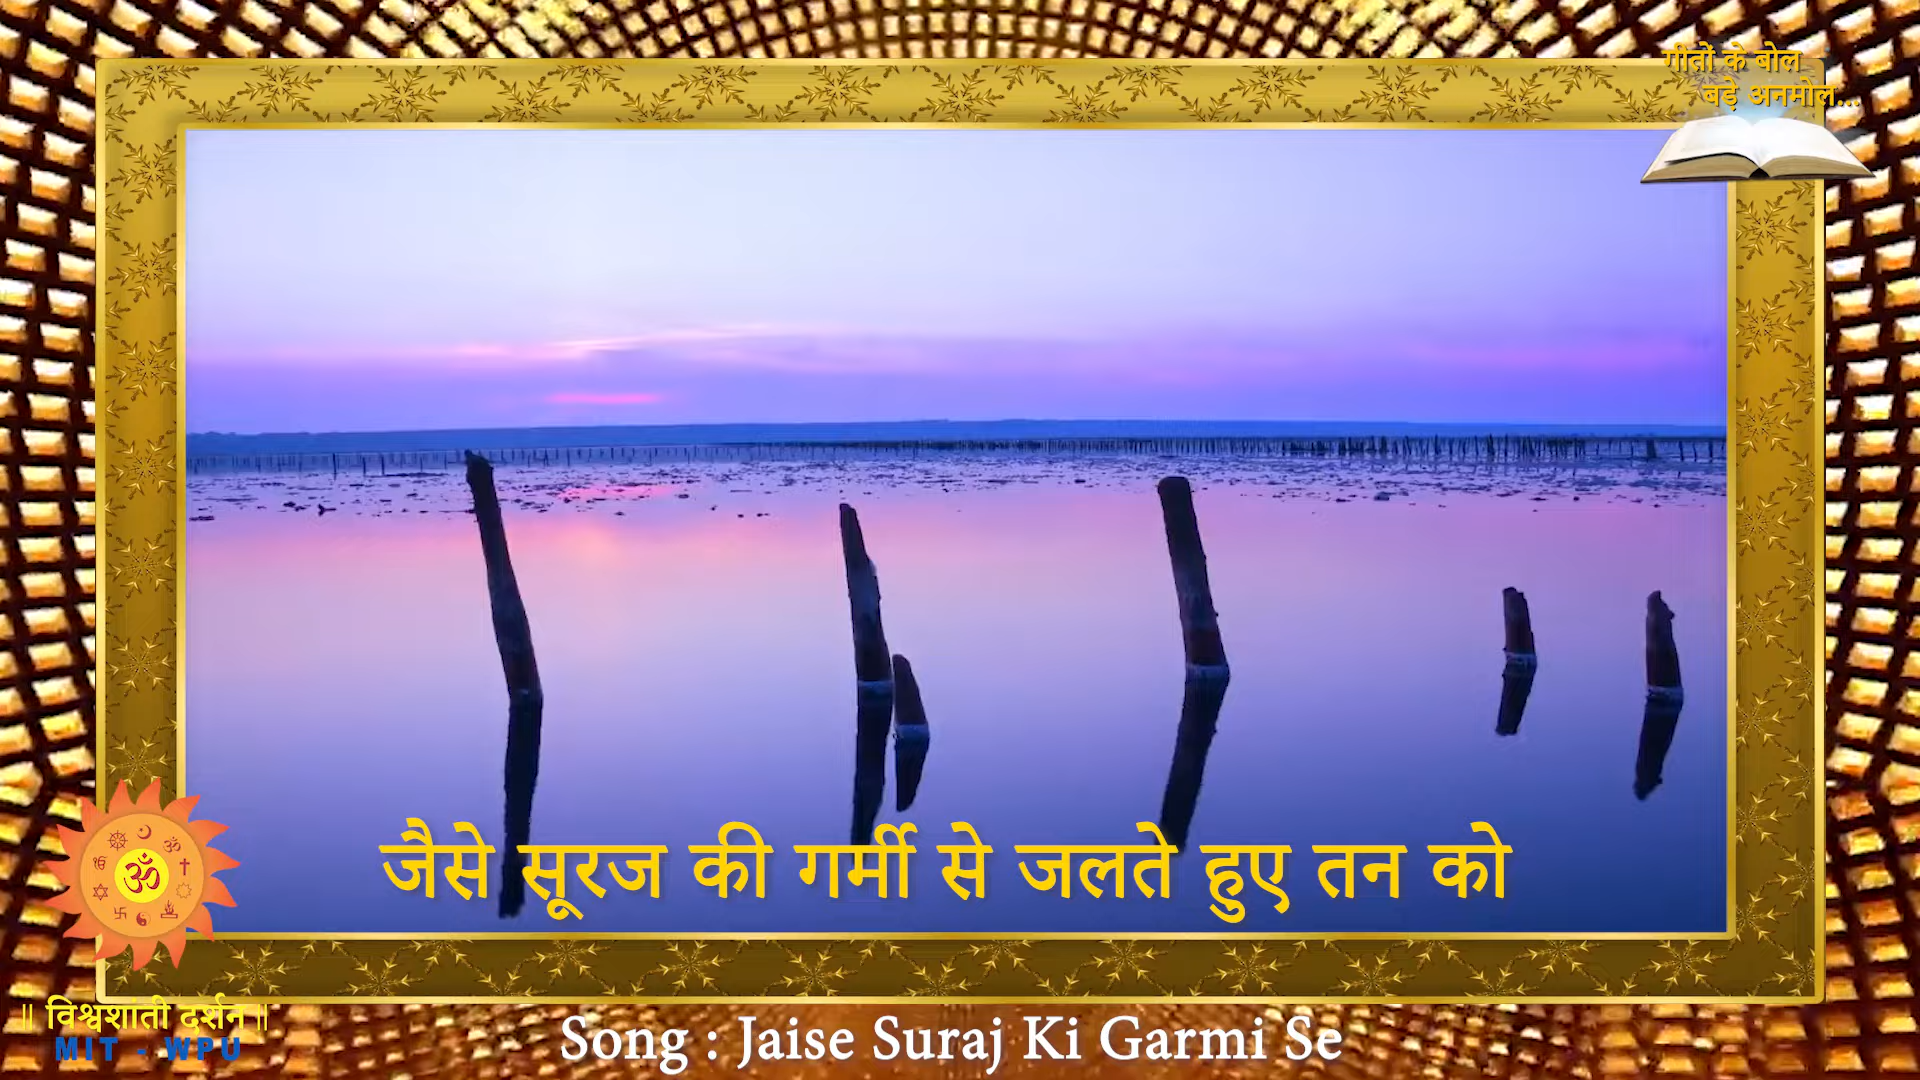 गीतों के बोल
बड़े अनमोल...
जैसे सूरज की गर्मी से जलते हुए तन को
॥ विश्वशांती दर्शन ॥
MIT - WPU
Song : Jaise Suraj Ki Garmi Se